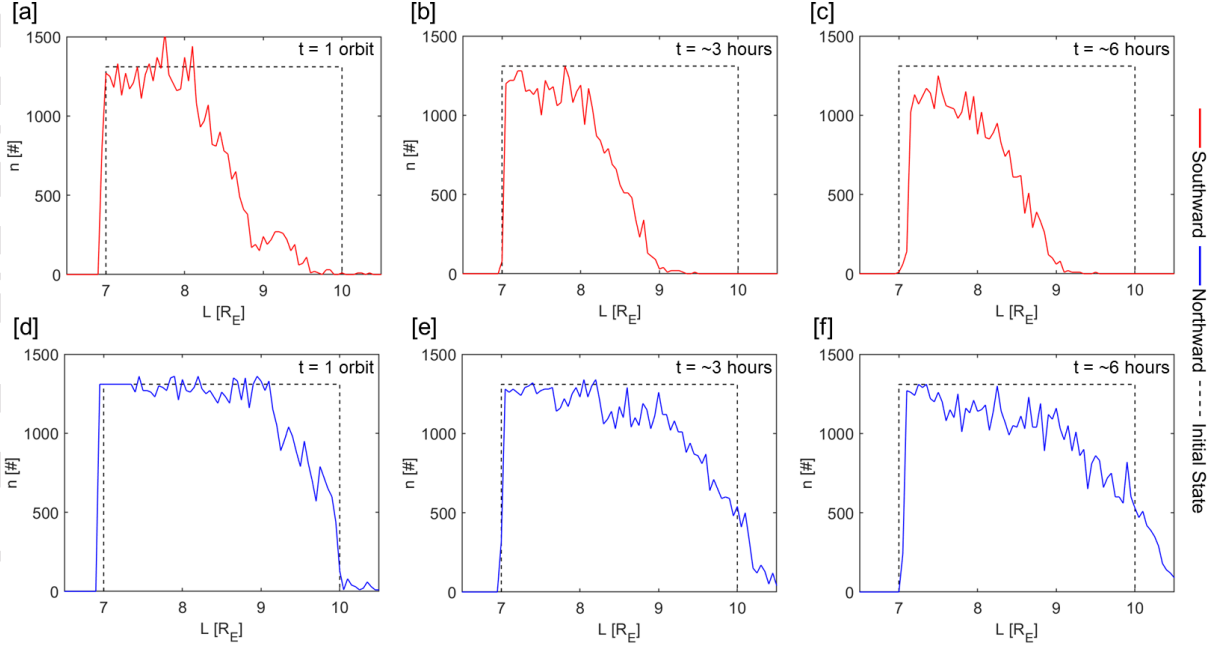 [a]
t = 1 orbit
1500
1000
500
0
n [#]
7 8 9 10
L [R_E]
[b]
t = ~3 hours
1500
1000
500
0
n [#]
7 8 9 10
L [R_E]
[c]
t = ~6 hours
1500
1000
500
0
n [#]
7 8 9 10
L [R_E]
[d]
t = 1 orbit
1500
1000
500
0
n [#]
7 8 9 10
L [R_E]
[e]
t = ~3 hours
1500
1000
500
0
n [#]
7 8 9 10
L [R_E]
[f]
t = ~6 hours
1500
1000
500
0
n [#]
7 8 9 10
L [R_E]
Southward Northward Initial State